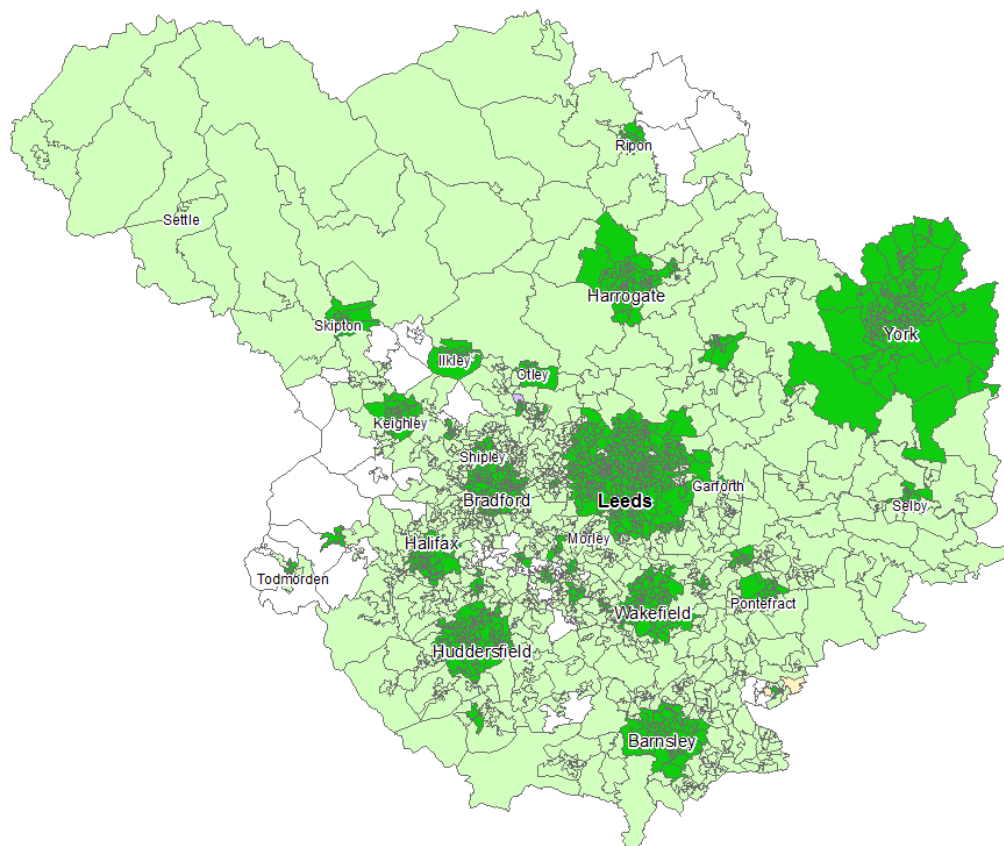 Ripon
Settle
Harrogate
Skipton
York
Ilkley
Otley
Keighley
Shipley
Bradford
Leeds
Garforth
Selby
Halifax
Morley
Todmorden
Wakefield
Pontefract
Huddersfield
Barnsley